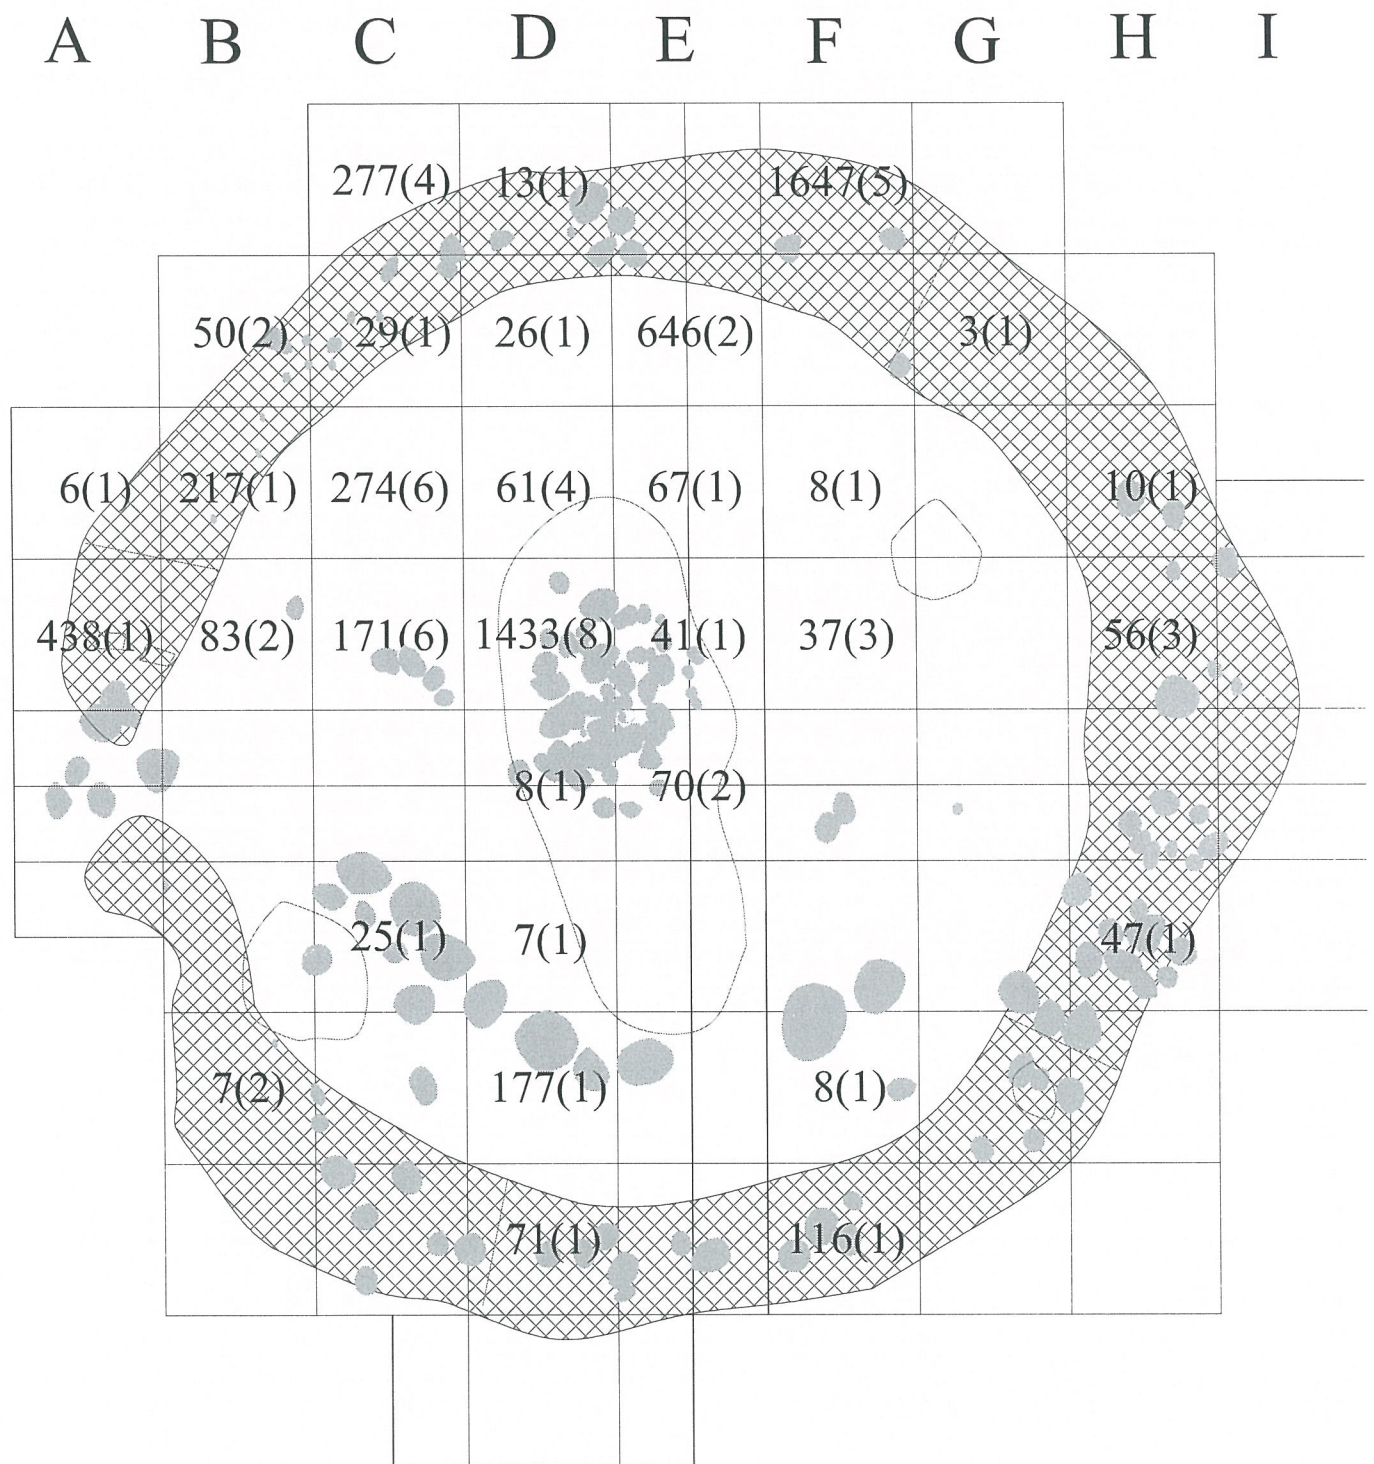 A B C D E F G H I
277(4) 13(1) 1647(5)
50(2) 29(1) 26(1) 646(2) 3(1)
6(1) 217(1) 274(6) 61(4) 67(1) 8(1) 10(1)
438(1) 83(2) 171(6) 1433(8) 41(1) 37(3) 56(3)
8(1) 70(2)
25(1) 7(1) 47(1)
7(2) 177(1) 8(1)
71(1) 116(1)